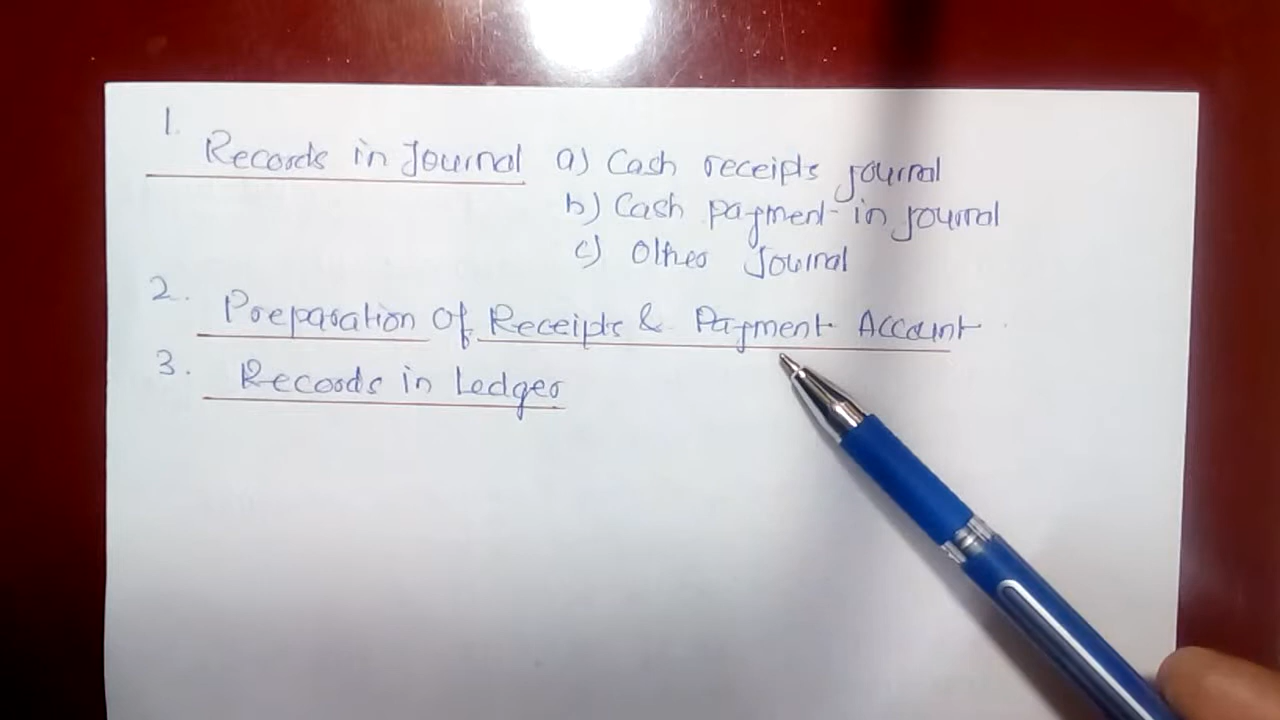 1. Records in Journal a) Cash receipts journal
b) Cash payment in journal
c) Other Journal
2. Preparation of Receipts & Payment Account
3. Records in Ledger